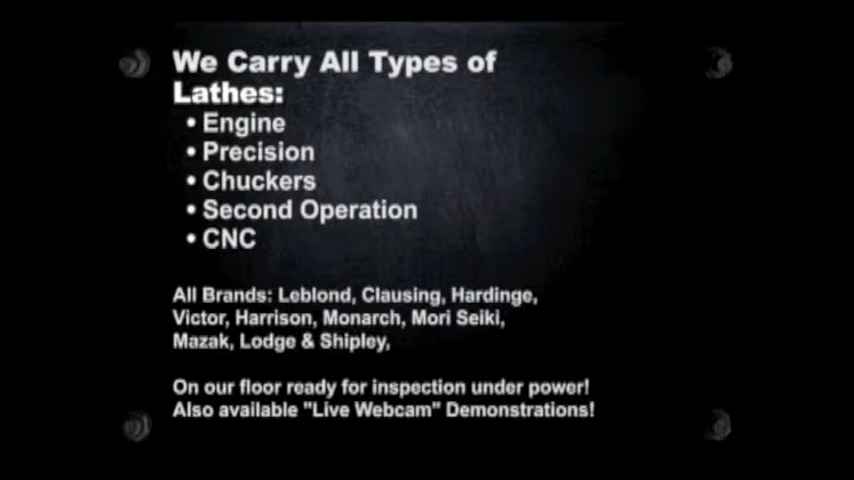 We Carry All Types of
Lathes:
• Engine
• Precision
• Chuckers
• Second Operation
• CNC
All Brands: Leblond, Clausing, Hardinge,
Victor, Harrison, Monarch, Mori Seiki,
Mazak, Lodge & Shipley,
On our floor ready for inspection under power!
Also available "Live Webcam" Demonstrations!